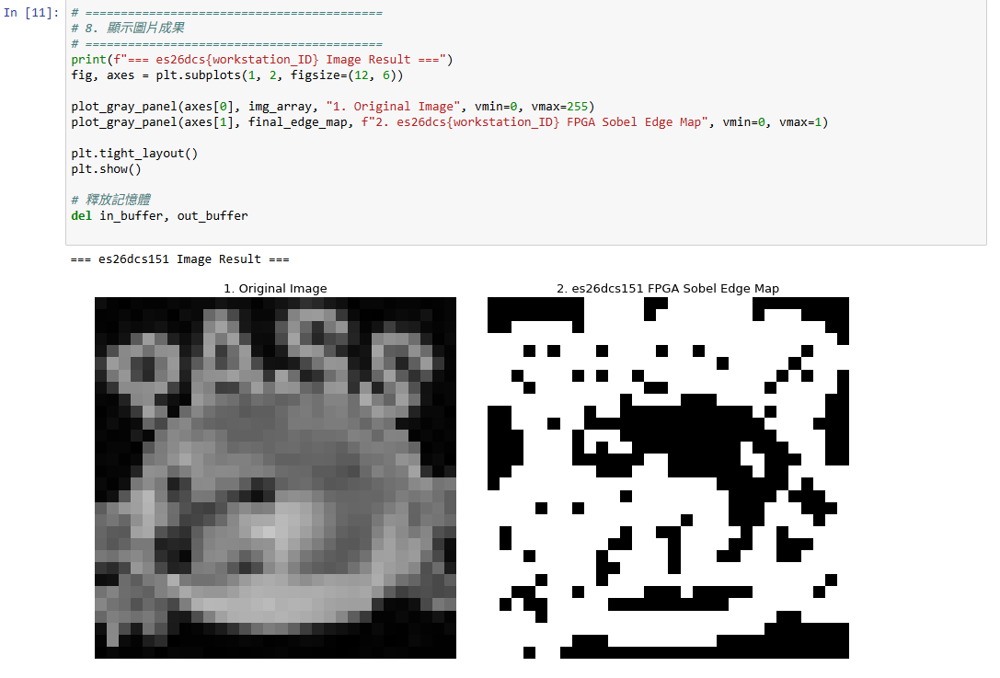 In [11]:
# ==========================================
# 8. 顯示圖片成果
# ==========================================
print(f"=== es26dcs{workstation_ID} Image Result ===")
fig, axes = plt.subplots(1, 2, figsize=(12, 6))
plot_gray_panel(axes[0], img_array, "1. Original Image", vmin=0, vmax=255)
plot_gray_panel(axes[1], final_edge_map, f"2. es26dcs{workstation_ID} FPGA Sobel Edge Map", vmin=0, vmax=1)
plt.tight_layout()
plt.show()
# 釋放記憶體
del in_buffer, out_buffer
=== es26dcs151 Image Result ===
1. Original Image
2. es26dcs151 FPGA Sobel Edge Map